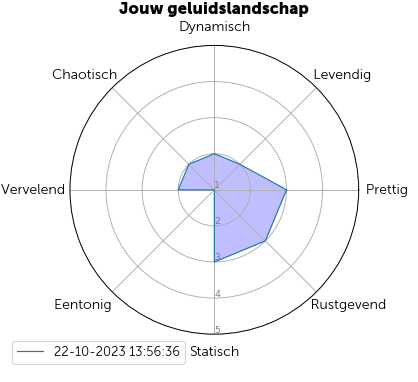 Jouw geluidslandschap
Dynamisch
Chaotisch
Levendig
Vervelend
1
Prettig
2
3
4
Eentonig
Rustgevend
5
22-10-2023 13:56:36
Statisch